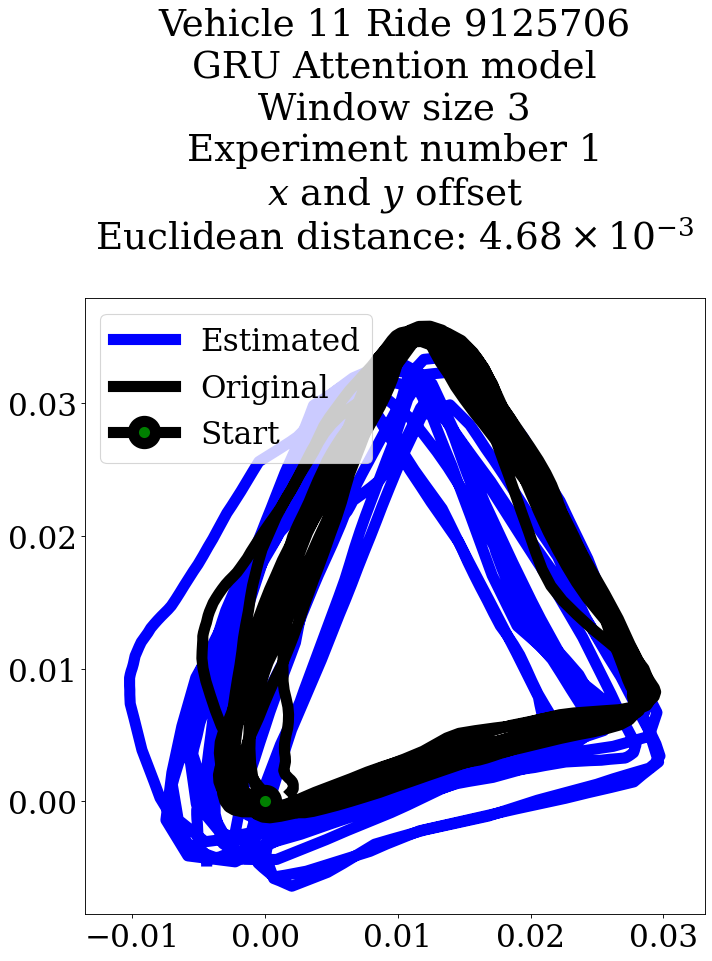 Vehicle 11 Ride 9125706
GRU Attention model
Window size 3
Experiment number 1
x and y offset
Euclidean distance: 4.68 × 10⁻³
Estimated
Original
Start
0.03
0.02
0.01
0.00
−0.01 0.00 0.01 0.02 0.03